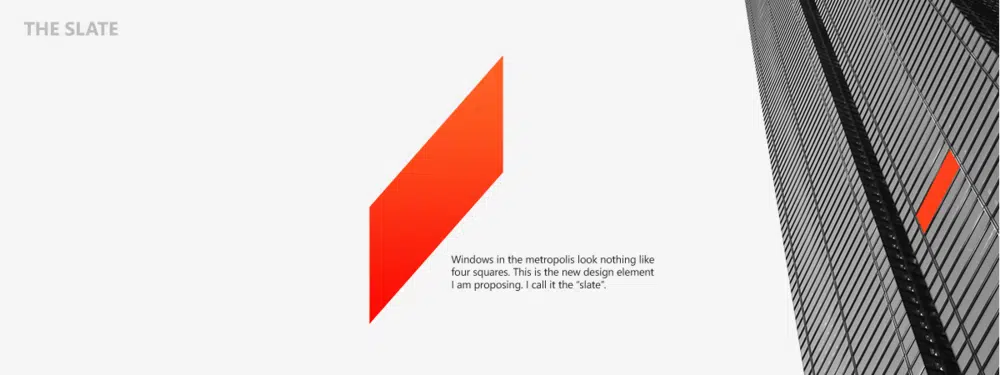 THE SLATE
Windows in the metropolis look nothing like
four squares. This is the new design element
I am proposing. I call it the “slate”.